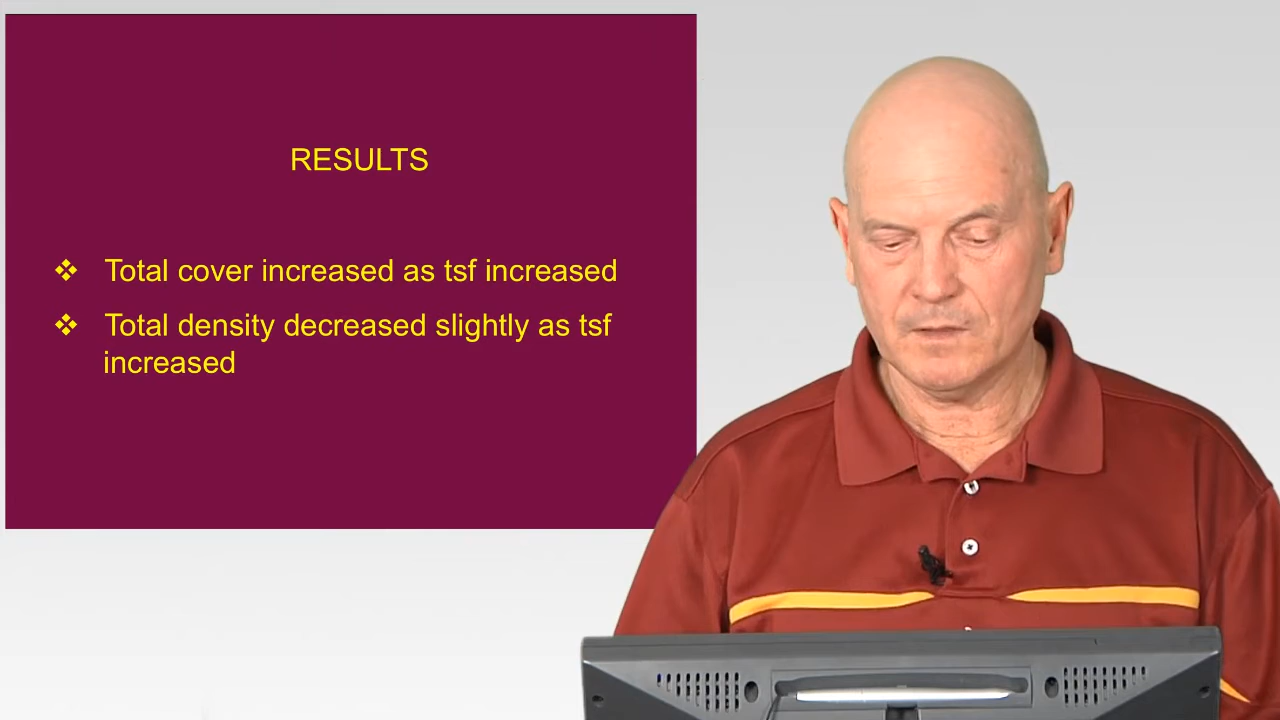 RESULTS
❖ Total cover increased as tsf increased
❖ Total density decreased slightly as tsf
increased